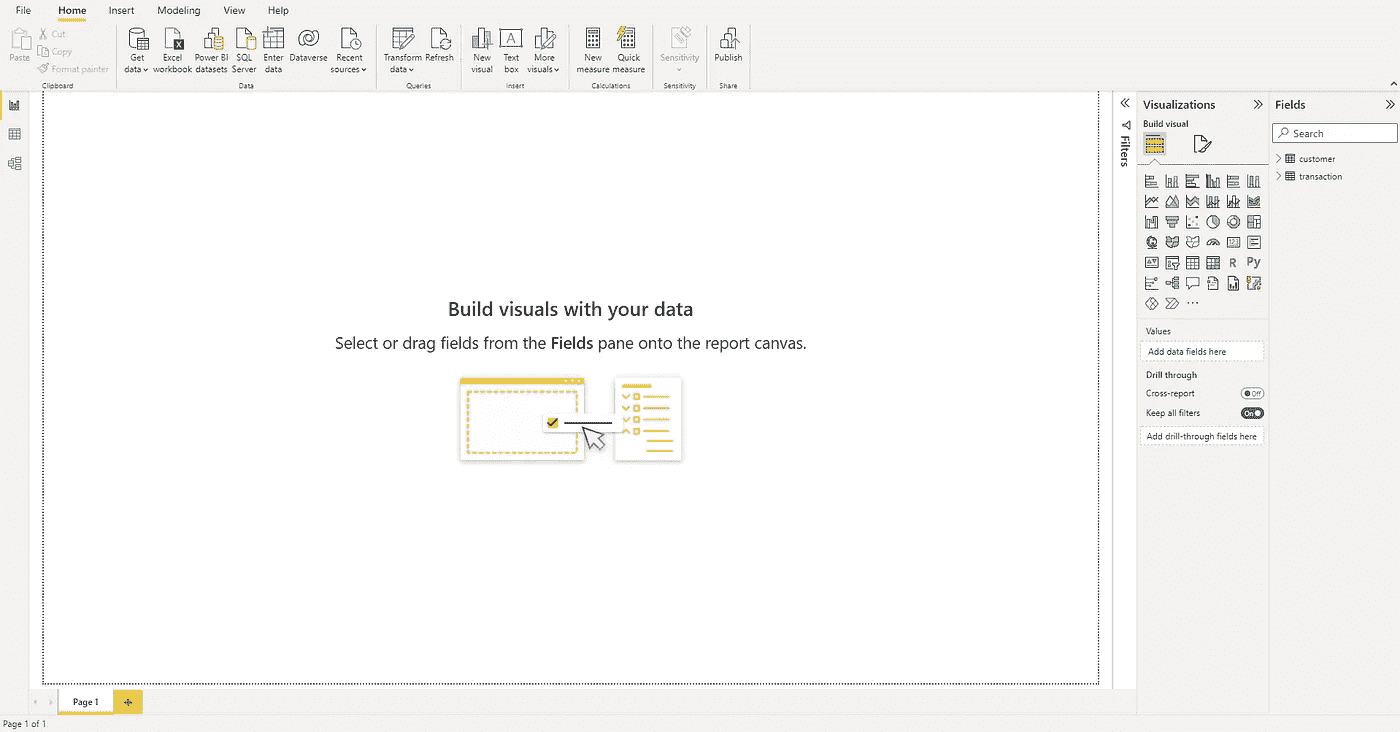 File Home Insert Modeling View Help
Paste
Cut
Copy
Format painter
Clipboard
Get data
Excel workbook
Power BI datasets
SQL Server
Enter data
Dataverse
Recent sources
Data
Transform data
Refresh
Queries
New visual
Text box
More visuals
Insert
New measure
Quick measure
Calculations
Sensitivity
Sensitivity
Publish
Share
Build visuals with your data
Select or drag fields from the Fields pane onto the report canvas.
Filters
Visualizations
Build visual
R
Py
Values
Add data fields here
Drill through
Cross-report
Off
Keep all filters
On
Add drill-through fields here
Fields
Search
customer
transaction
Page 1
Page 1 of 1